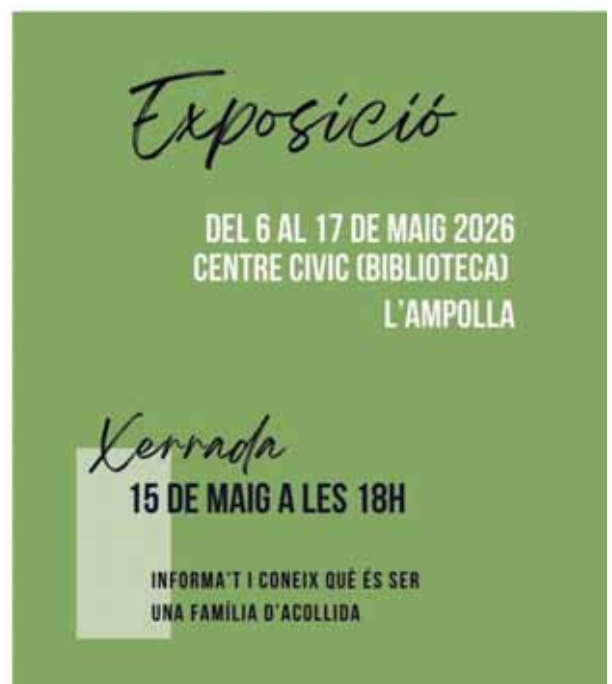 Exposició
DEL 6 AL 17 DE MAIG 2026
CENTRE CIVIC (BIBLIOTECA)
L'AMPOLLA
Xerrada
15 DE MAIG A LES 18H
INFORMA'T I CONEIX QUÈ ÉS SER
UNA FAMÍLIA D'ACOLLIDA